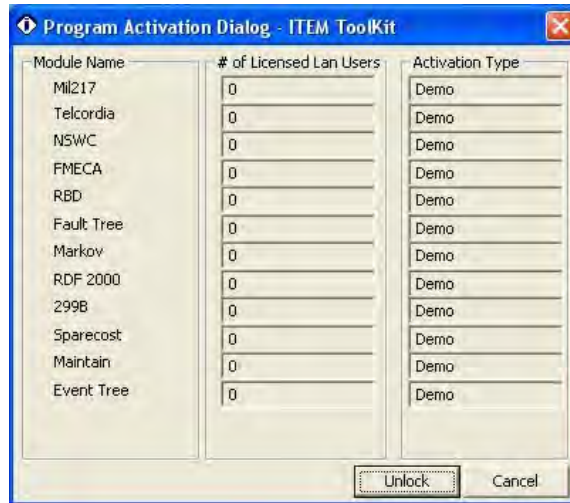 Program Activation Dialog - ITEM ToolKit
Module Name # of Licensed Lan Users Activation Type
Mil217 0 Demo
Telcordia 0 Demo
NSWC 0 Demo
FMECA 0 Demo
RBD 0 Demo
Fault Tree 0 Demo
Markov 0 Demo
RDF 2000 0 Demo
299B 0 Demo
Sparecost 0 Demo
Maintain 0 Demo
Event Tree 0 Demo
Unlock Cancel